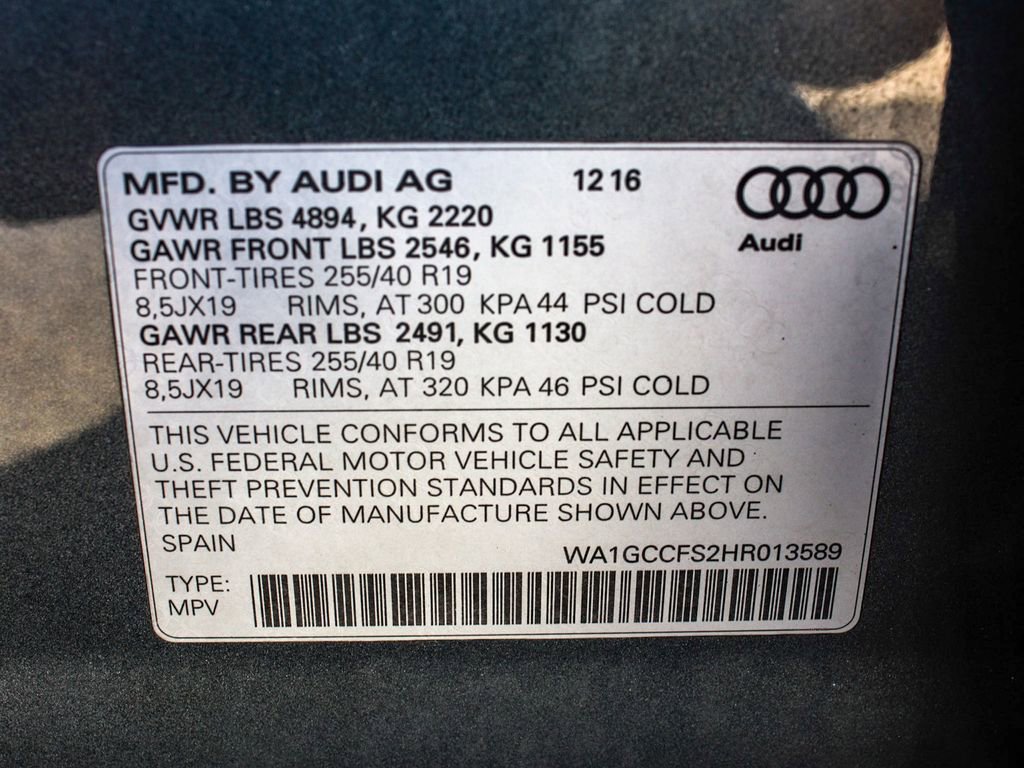 MFD. BY AUDI AG 12 16
GVWR LBS 4894, KG 2220
GAWR FRONT LBS 2546, KG 1155
Audi
FRONT-TIRES 255/40 R19
8,5JX19 RIMS, AT 300 KPA 44 PSI COLD
GAWR REAR LBS 2491, KG 1130
REAR-TIRES 255/40 R19
8,5JX19 RIMS, AT 320 KPA 46 PSI COLD
THIS VEHICLE CONFORMS TO ALL APPLICABLE
U.S. FEDERAL MOTOR VEHICLE SAFETY AND
THEFT PREVENTION STANDARDS IN EFFECT ON
THE DATE OF MANUFACTURE SHOWN ABOVE.
SPAIN
WA1GCCFS2HR013589
TYPE:
MPV